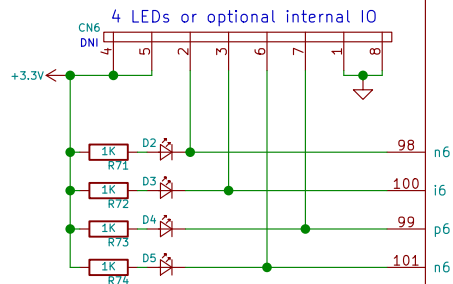 4 LEDs or optional internal IO
CN6
DNI
4 5 2 3 6 7 1 8
+3.3V
1K R71 D2 98 n6
1K R72 D3 100 i6
1K R73 D4 99 p6
1K R74 D5 101 n6